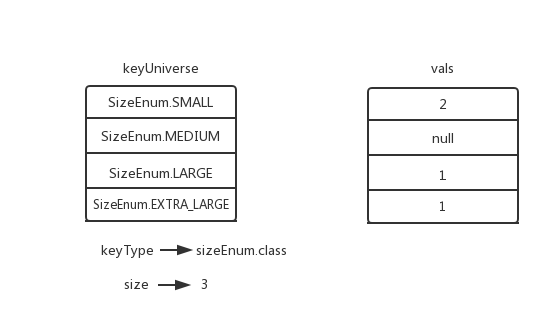 keyUniverse
SizeEnum.SMALL
SizeEnum.MEDIUM
SizeEnum.LARGE
SizeEnum.EXTRA_LARGE
vals
2
null
1
1
keyType sizeEnum.class
size 3